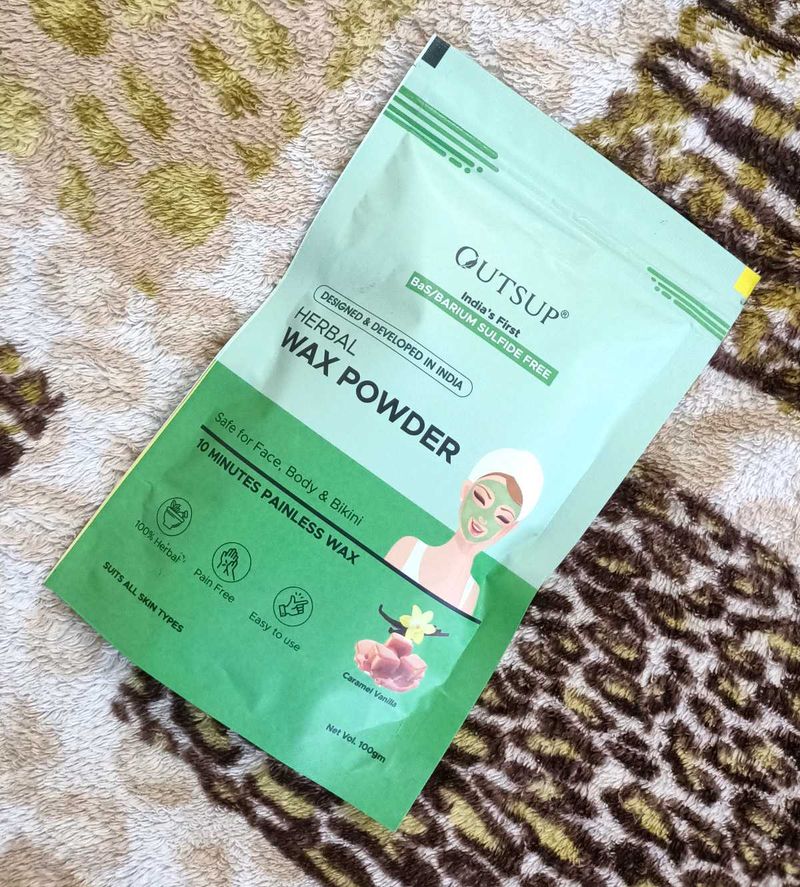 OUTSUP®
India's First
BaS/BARIUM SULFIDE FREE
DESIGNED & DEVELOPED IN INDIA
HERBAL
WAX POWDER
Safe for Face, Body & Bikini
10 MINUTES PAINLESS WAX
100% Herbal
Pain Free
Easy to use
SUITS ALL SKIN TYPES
Caramel Vanilla
Net Vol. 100gm